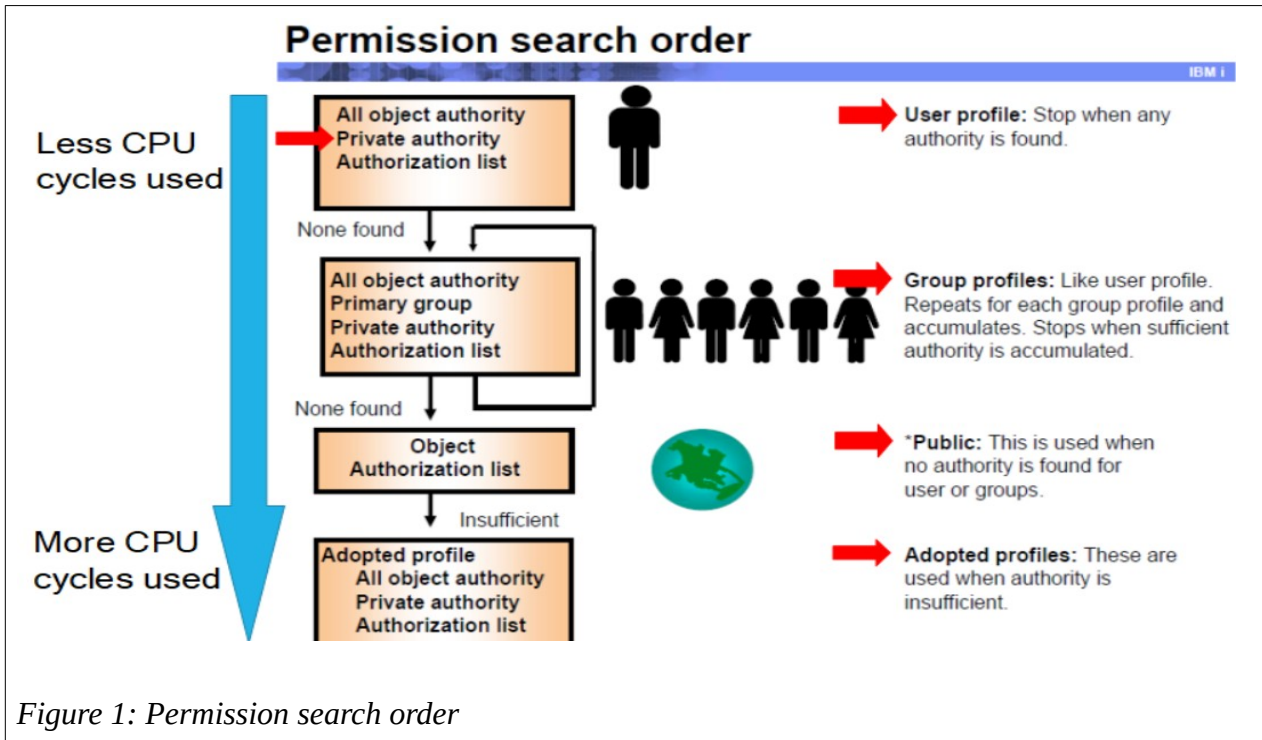 Permission search order
IBM i
Less CPU
cycles used
All object authority
Private authority
Authorization list
User profile: Stop when any
authority is found.
None found
All object authority
Primary group
Private authority
Authorization list
Group profiles: Like user profile.
Repeats for each group profile and
accumulates. Stops when sufficient
authority is accumulated.
None found
Object
Authorization list
*Public: This is used when
no authority is found for
user or groups.
Insufficient
More CPU
cycles used
Adopted profile
All object authority
Private authority
Authorization list
Adopted profiles: These are
used when authority is
insufficient.
Figure 1: Permission search order